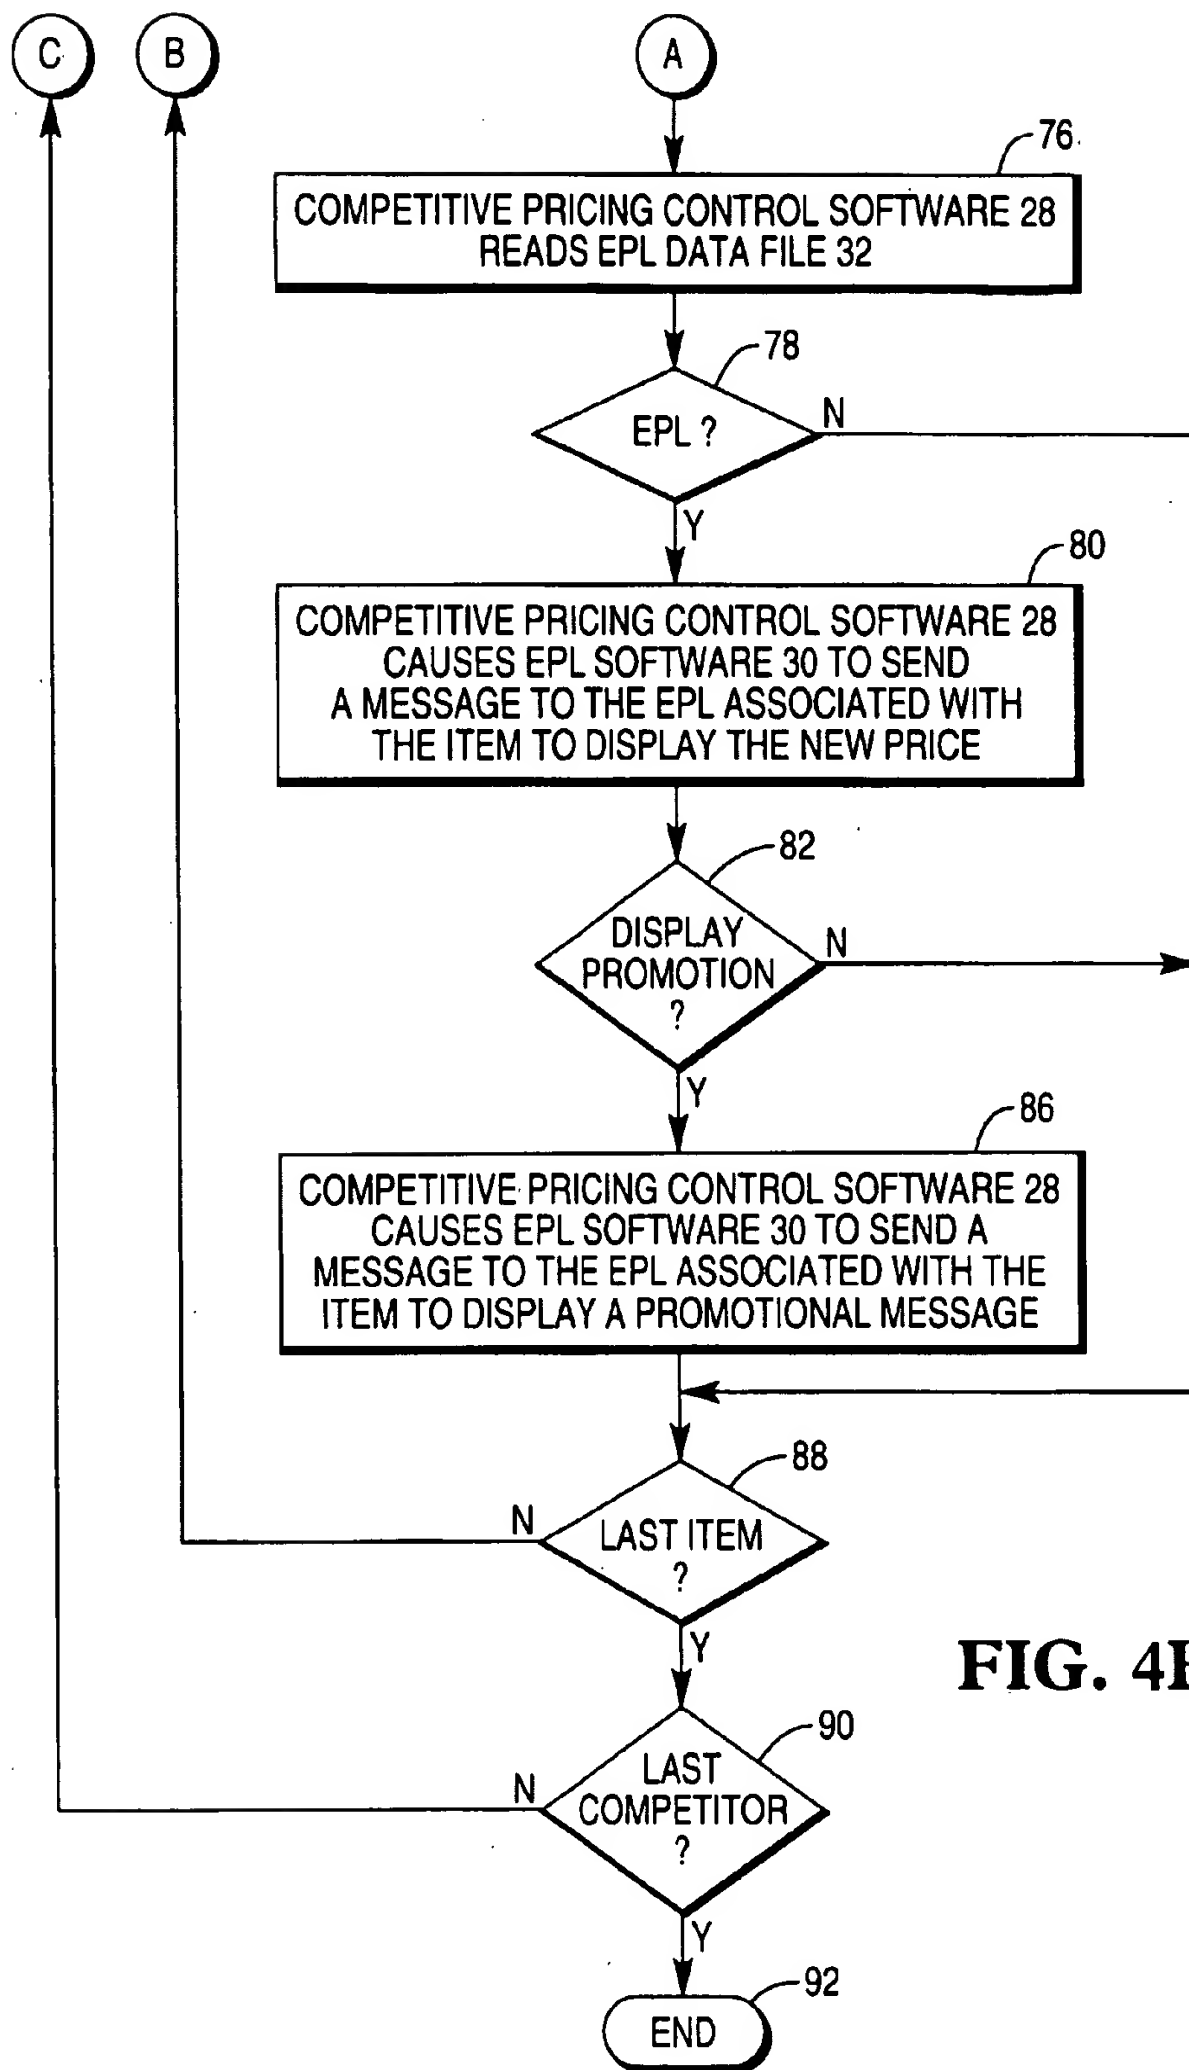 C
B
A
76
COMPETITIVE PRICING CONTROL SOFTWARE 28
READS EPL DATA FILE 32
78
EPL ?
N
Y
80
COMPETITIVE PRICING CONTROL SOFTWARE 28
CAUSES EPL SOFTWARE 30 TO SEND
A MESSAGE TO THE EPL ASSOCIATED WITH
THE ITEM TO DISPLAY THE NEW PRICE
82
DISPLAY
PROMOTION
?
N
Y
86
COMPETITIVE PRICING CONTROL SOFTWARE 28
CAUSES EPL SOFTWARE 30 TO SEND A
MESSAGE TO THE EPL ASSOCIATED WITH THE
ITEM TO DISPLAY A PROMOTIONAL MESSAGE
88
LAST ITEM
?
N
Y
FIG.
90
LAST
COMPETITOR
?
N
Y
92
END